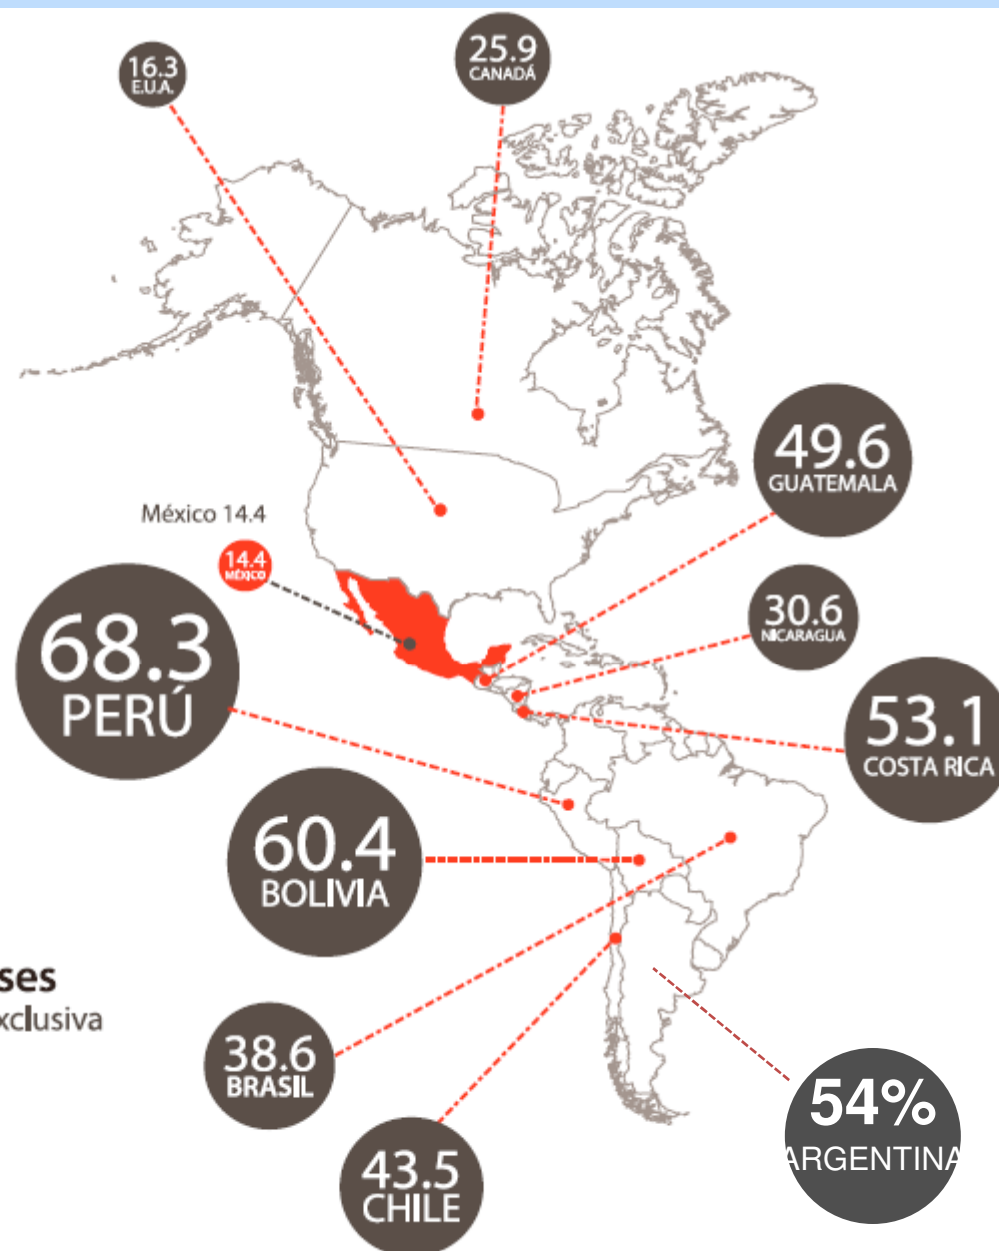 16.3
E.U.A.
25.9
CANADÁ
49.6
GUATEMALA
México 14.4
14.4
MÉXICO
30.6
NICARAGUA
68.3
PERÚ
53.1
COSTA RICA
60.4
BOLIVIA
ses
xclusiva
38.6
BRASIL
54%
ARGENTINA
43.5
CHILE